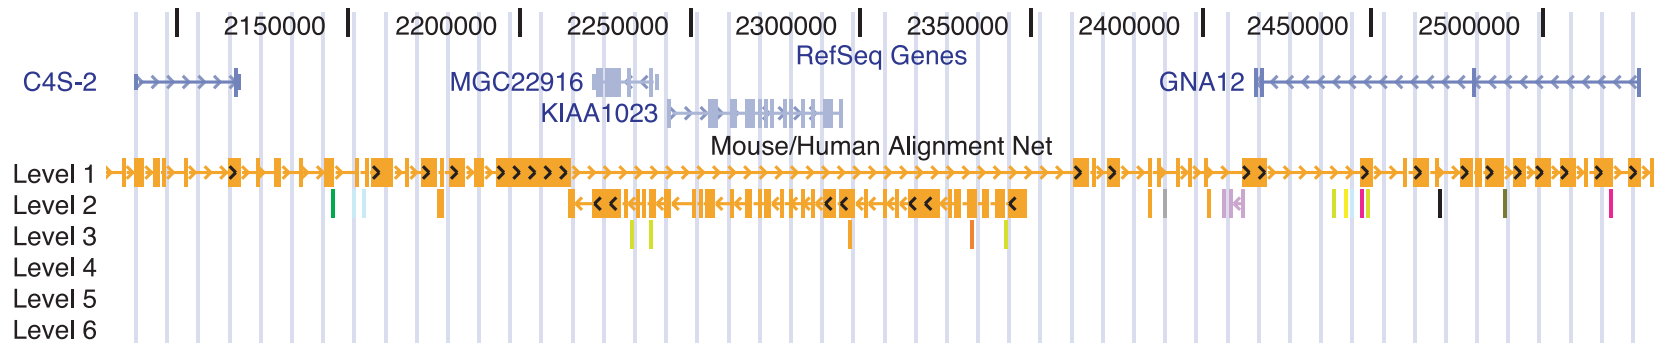 2150000 2200000 2250000 2300000 2350000 2400000 2450000 2500000
RefSeq Genes
C4S-2 MGC22916 GNA12
KIAA1023
Mouse/Human Alignment Net
Level 1
Level 2
Level 3
Level 4
Level 5
Level 6